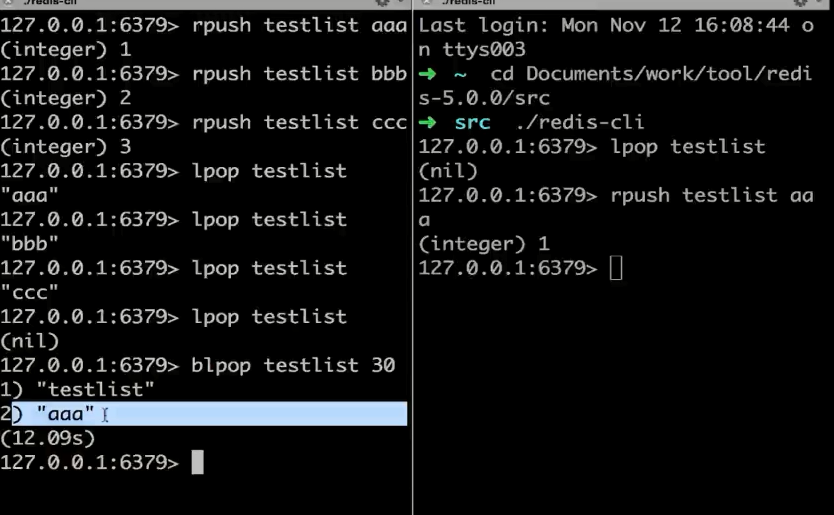 ./redis-cli
127.0.0.1:6379> rpush testlist aaa
(integer) 1
127.0.0.1:6379> rpush testlist bbb
(integer) 2
127.0.0.1:6379> rpush testlist ccc
(integer) 3
127.0.0.1:6379> lpop testlist
"aaa"
127.0.0.1:6379> lpop testlist
"bbb"
127.0.0.1:6379> lpop testlist
"ccc"
127.0.0.1:6379> lpop testlist
(nil)
127.0.0.1:6379> blpop testlist 30
1) "testlist"
2) "aaa"
(12.09s)
127.0.0.1:6379>
./redis-cli
Last login: Mon Nov 12 16:08:44 o
n ttys003
➜ ~ cd Documents/work/tool/redi
s-5.0.0/src
➜ src ./redis-cli
127.0.0.1:6379> lpop testlist
(nil)
127.0.0.1:6379> rpush testlist aa
a
(integer) 1
127.0.0.1:6379>